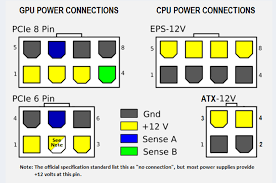 GPU POWER CONNECTIONS
CPU POWER CONNECTIONS
PCIe 8 Pin
EPS-12V
5
8
5
8
1
4
1
4
PCIe 6 Pin
ATX-12V
4
6
3
4
1
3
1
2
See Note
Gnd
+12 V
Sense A
Sense B
Note: The official specification standard list this as "no connection", but most power supplies provide
+12 volts at this pin.